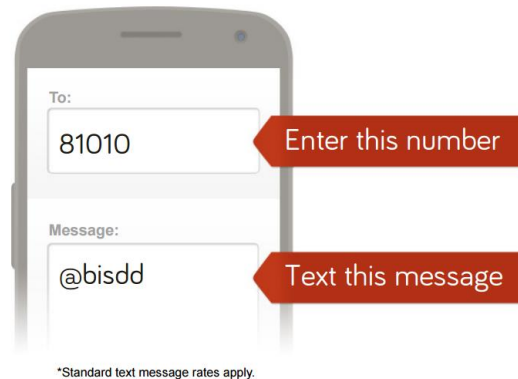 To:
81010
Enter this number
Message:
@bisdd
Text this message
*Standard text message rates apply.